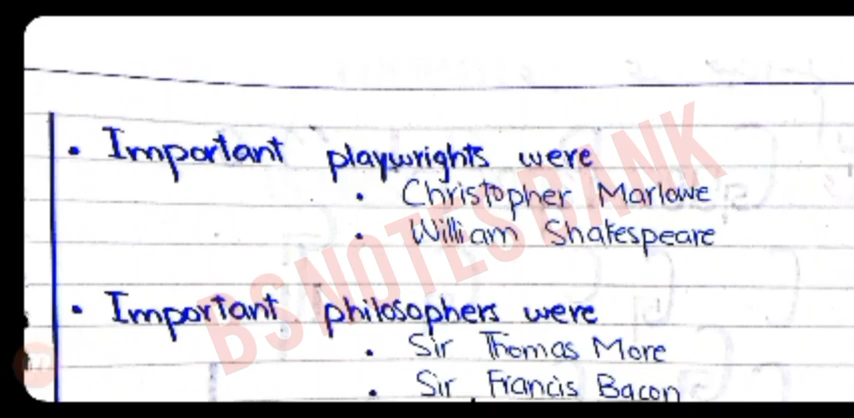 • Important playwrights were
• Christopher Marlowe
• William Shakespeare
• Important philosophers were
• Sir Thomas More
• Sir Francis Bacon
BSNOTESBANK